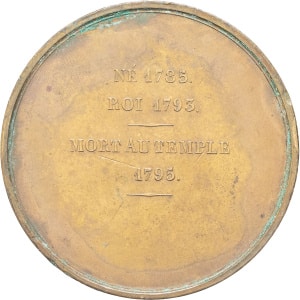 NÉ 1785.
ROI 1793.
MORT AU TEMPLE
1795.